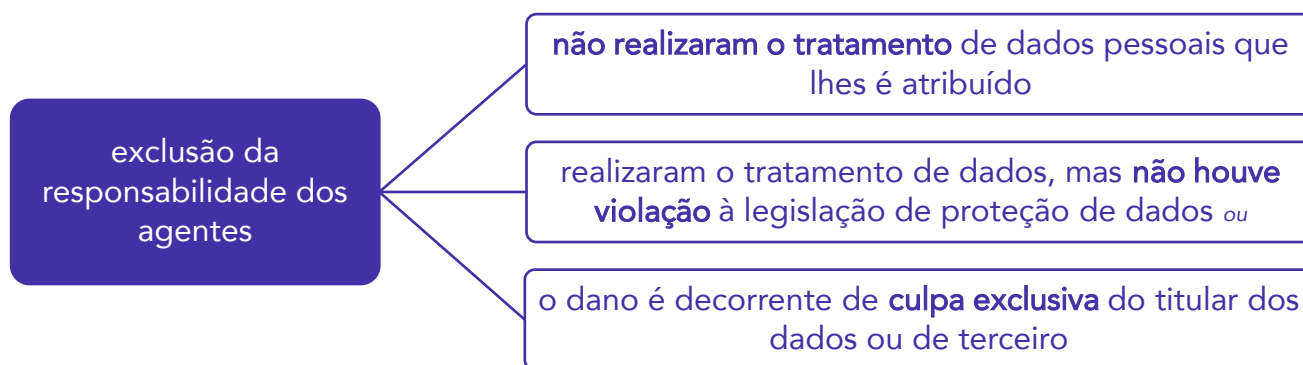 exclusão da
responsabilidade dos
agentes
não realizaram o tratamento de dados pessoais que
lhes é atribuído
realizaram o tratamento de dados, mas não houve
violação à legislação de proteção de dados ou
o dano é decorrente de culpa exclusiva do titular dos
dados ou de terceiro